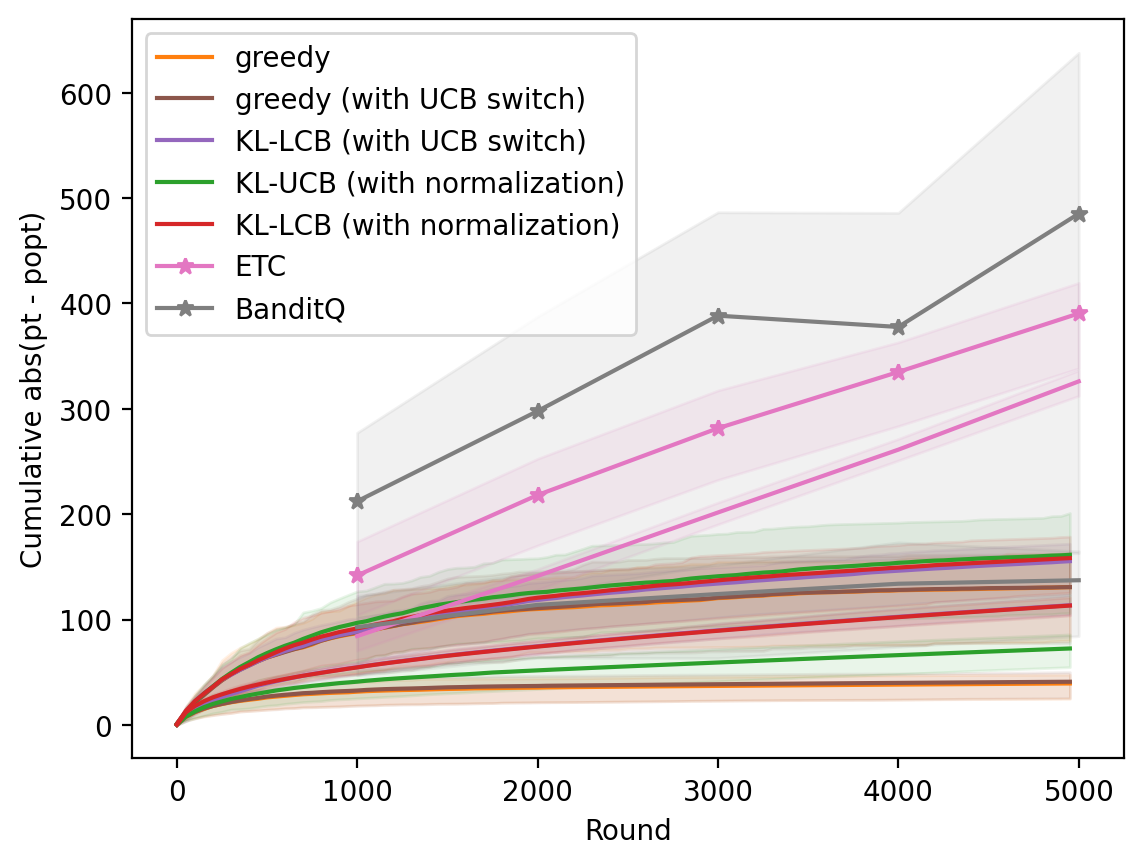 greedy
greedy (with UCB switch)
KL-LCB (with UCB switch)
KL-UCB (with normalization)
KL-LCB (with normalization)
ETC
BanditQ
Cumulative abs(pt - popt)
600
500
400
300
200
100
0
0 1000 2000 3000 4000 5000
Round